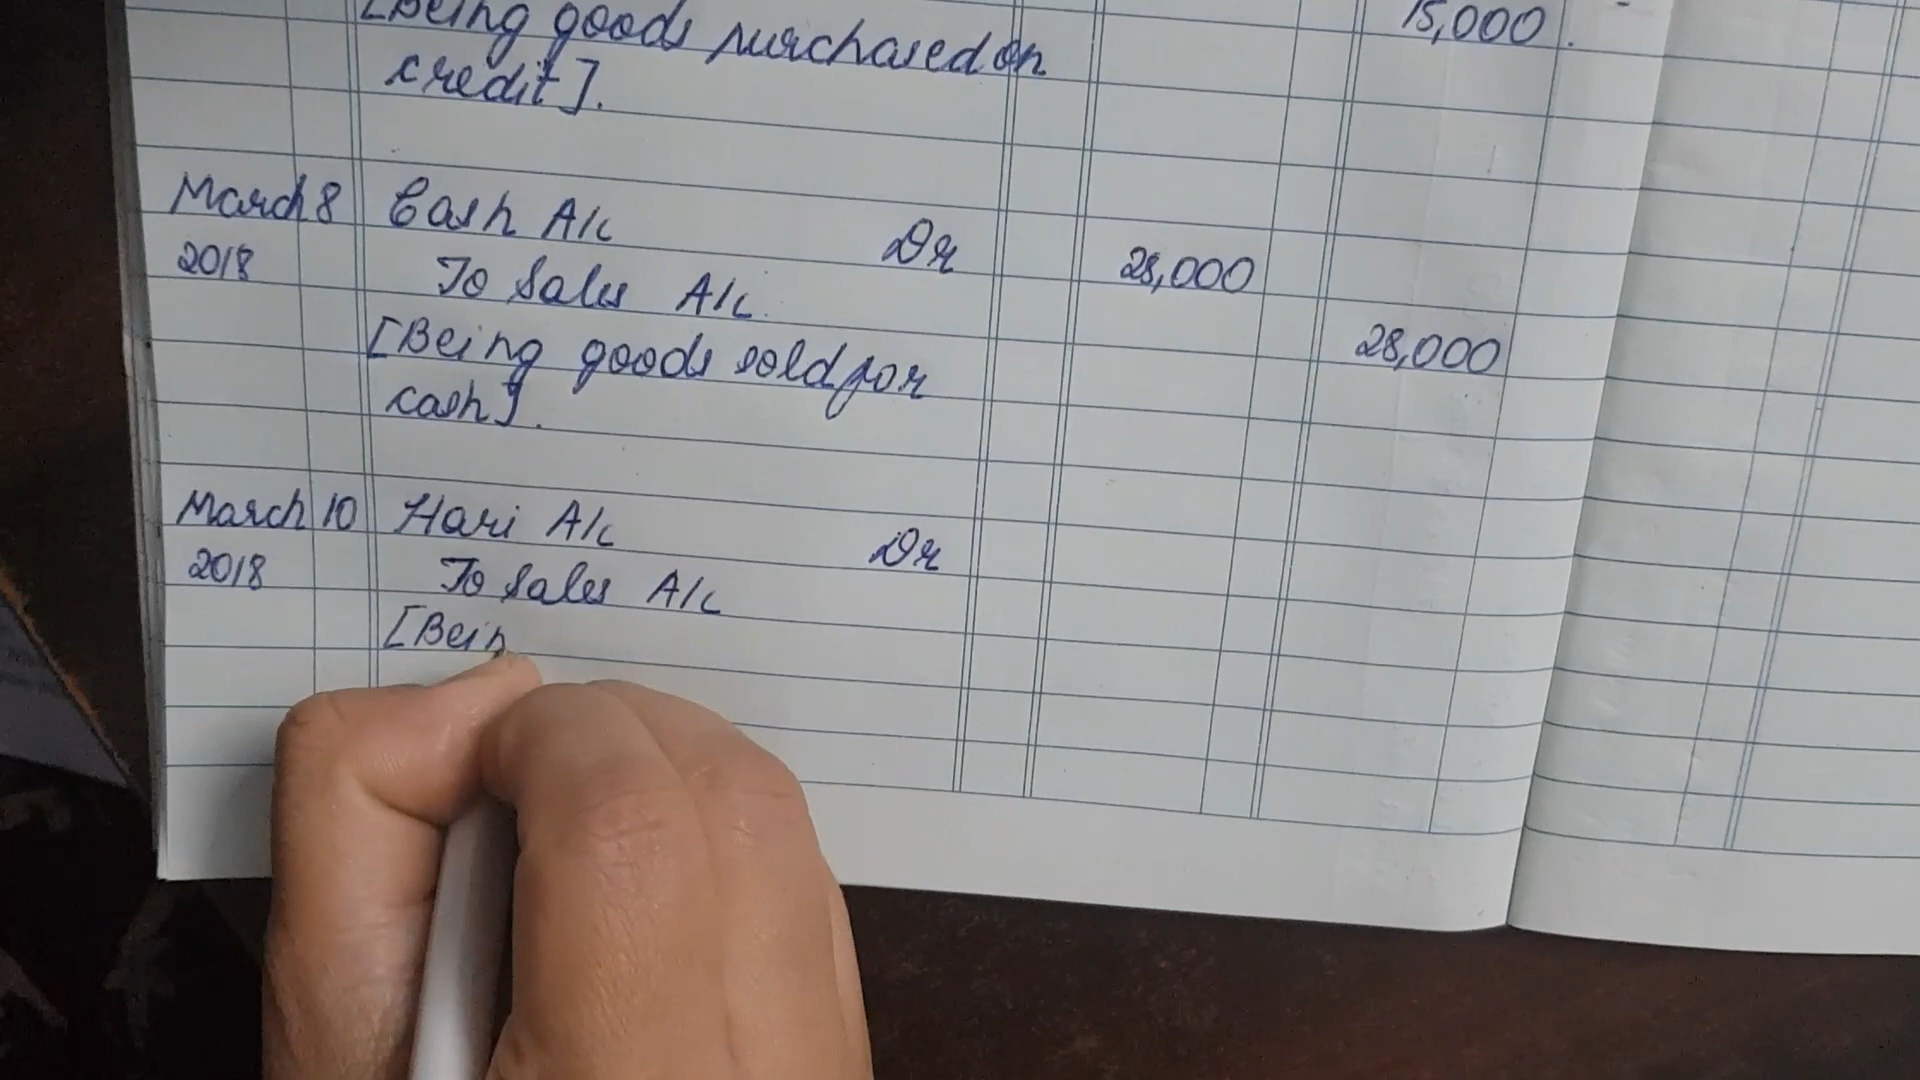 [Being goods purchased on
15,000.
credit].
March 8 Cash A/c Dr 28,000
2018 To Sales A/c. 28,000
[Being goods sold for
cash].
March 10 Hari A/c Dr
2018 To Sales A/c
[Bein